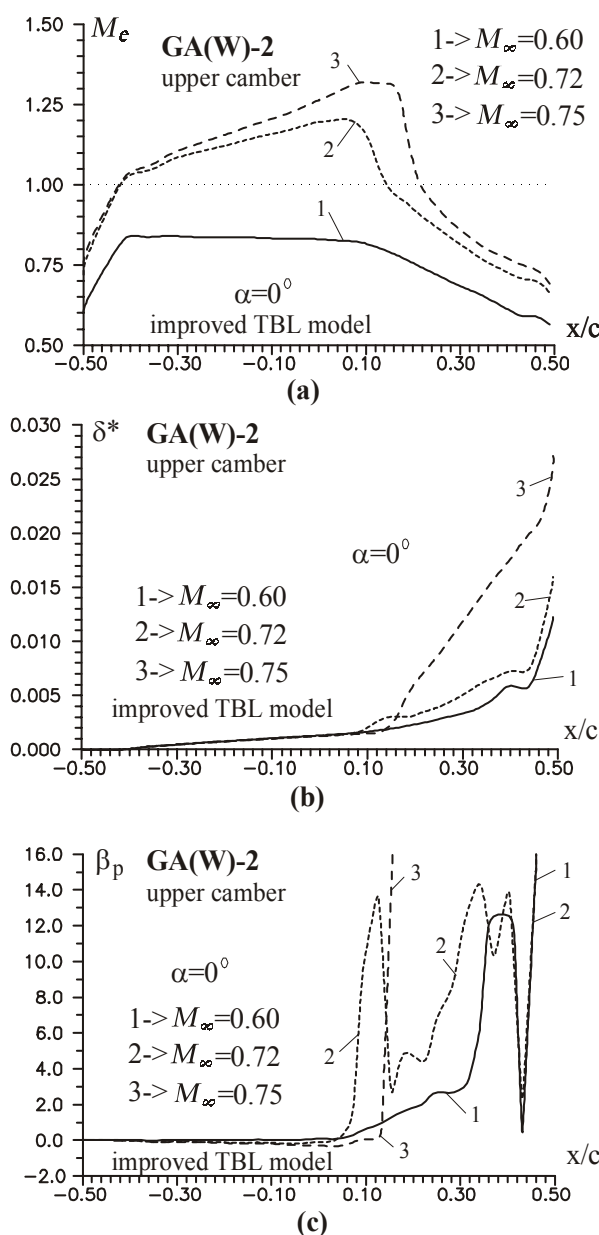 M_e
GA(W)-2
upper camber
1-> M∞=0.60
2-> M∞=0.72
3-> M∞=0.75
1.50
1.25
1.00
0.75
0.50
3
2
1
α=0°
improved TBL model
x/c
−0.50 −0.30 −0.10 0.10 0.30 0.50
(a)
δ*
GA(W)-2
upper camber
0.030
0.025
0.020
0.015
0.010
0.005
0.000
α=0°
1-> M∞=0.60
2-> M∞=0.72
3-> M∞=0.75
improved TBL model
3
2
1
x/c
−0.50 −0.30 −0.10 0.10 0.30 0.50
(b)
β_p
GA(W)-2
upper camber
16.0
14.0
12.0
10.0
8.0
6.0
4.0
2.0
0.0
−2.0
α=0°
1-> M∞=0.60
2-> M∞=0.72
3-> M∞=0.75
improved TBL model
3
1
2
2
2
1
3
x/c
−0.50 −0.30 −0.10 0.10 0.30 0.50
(c)